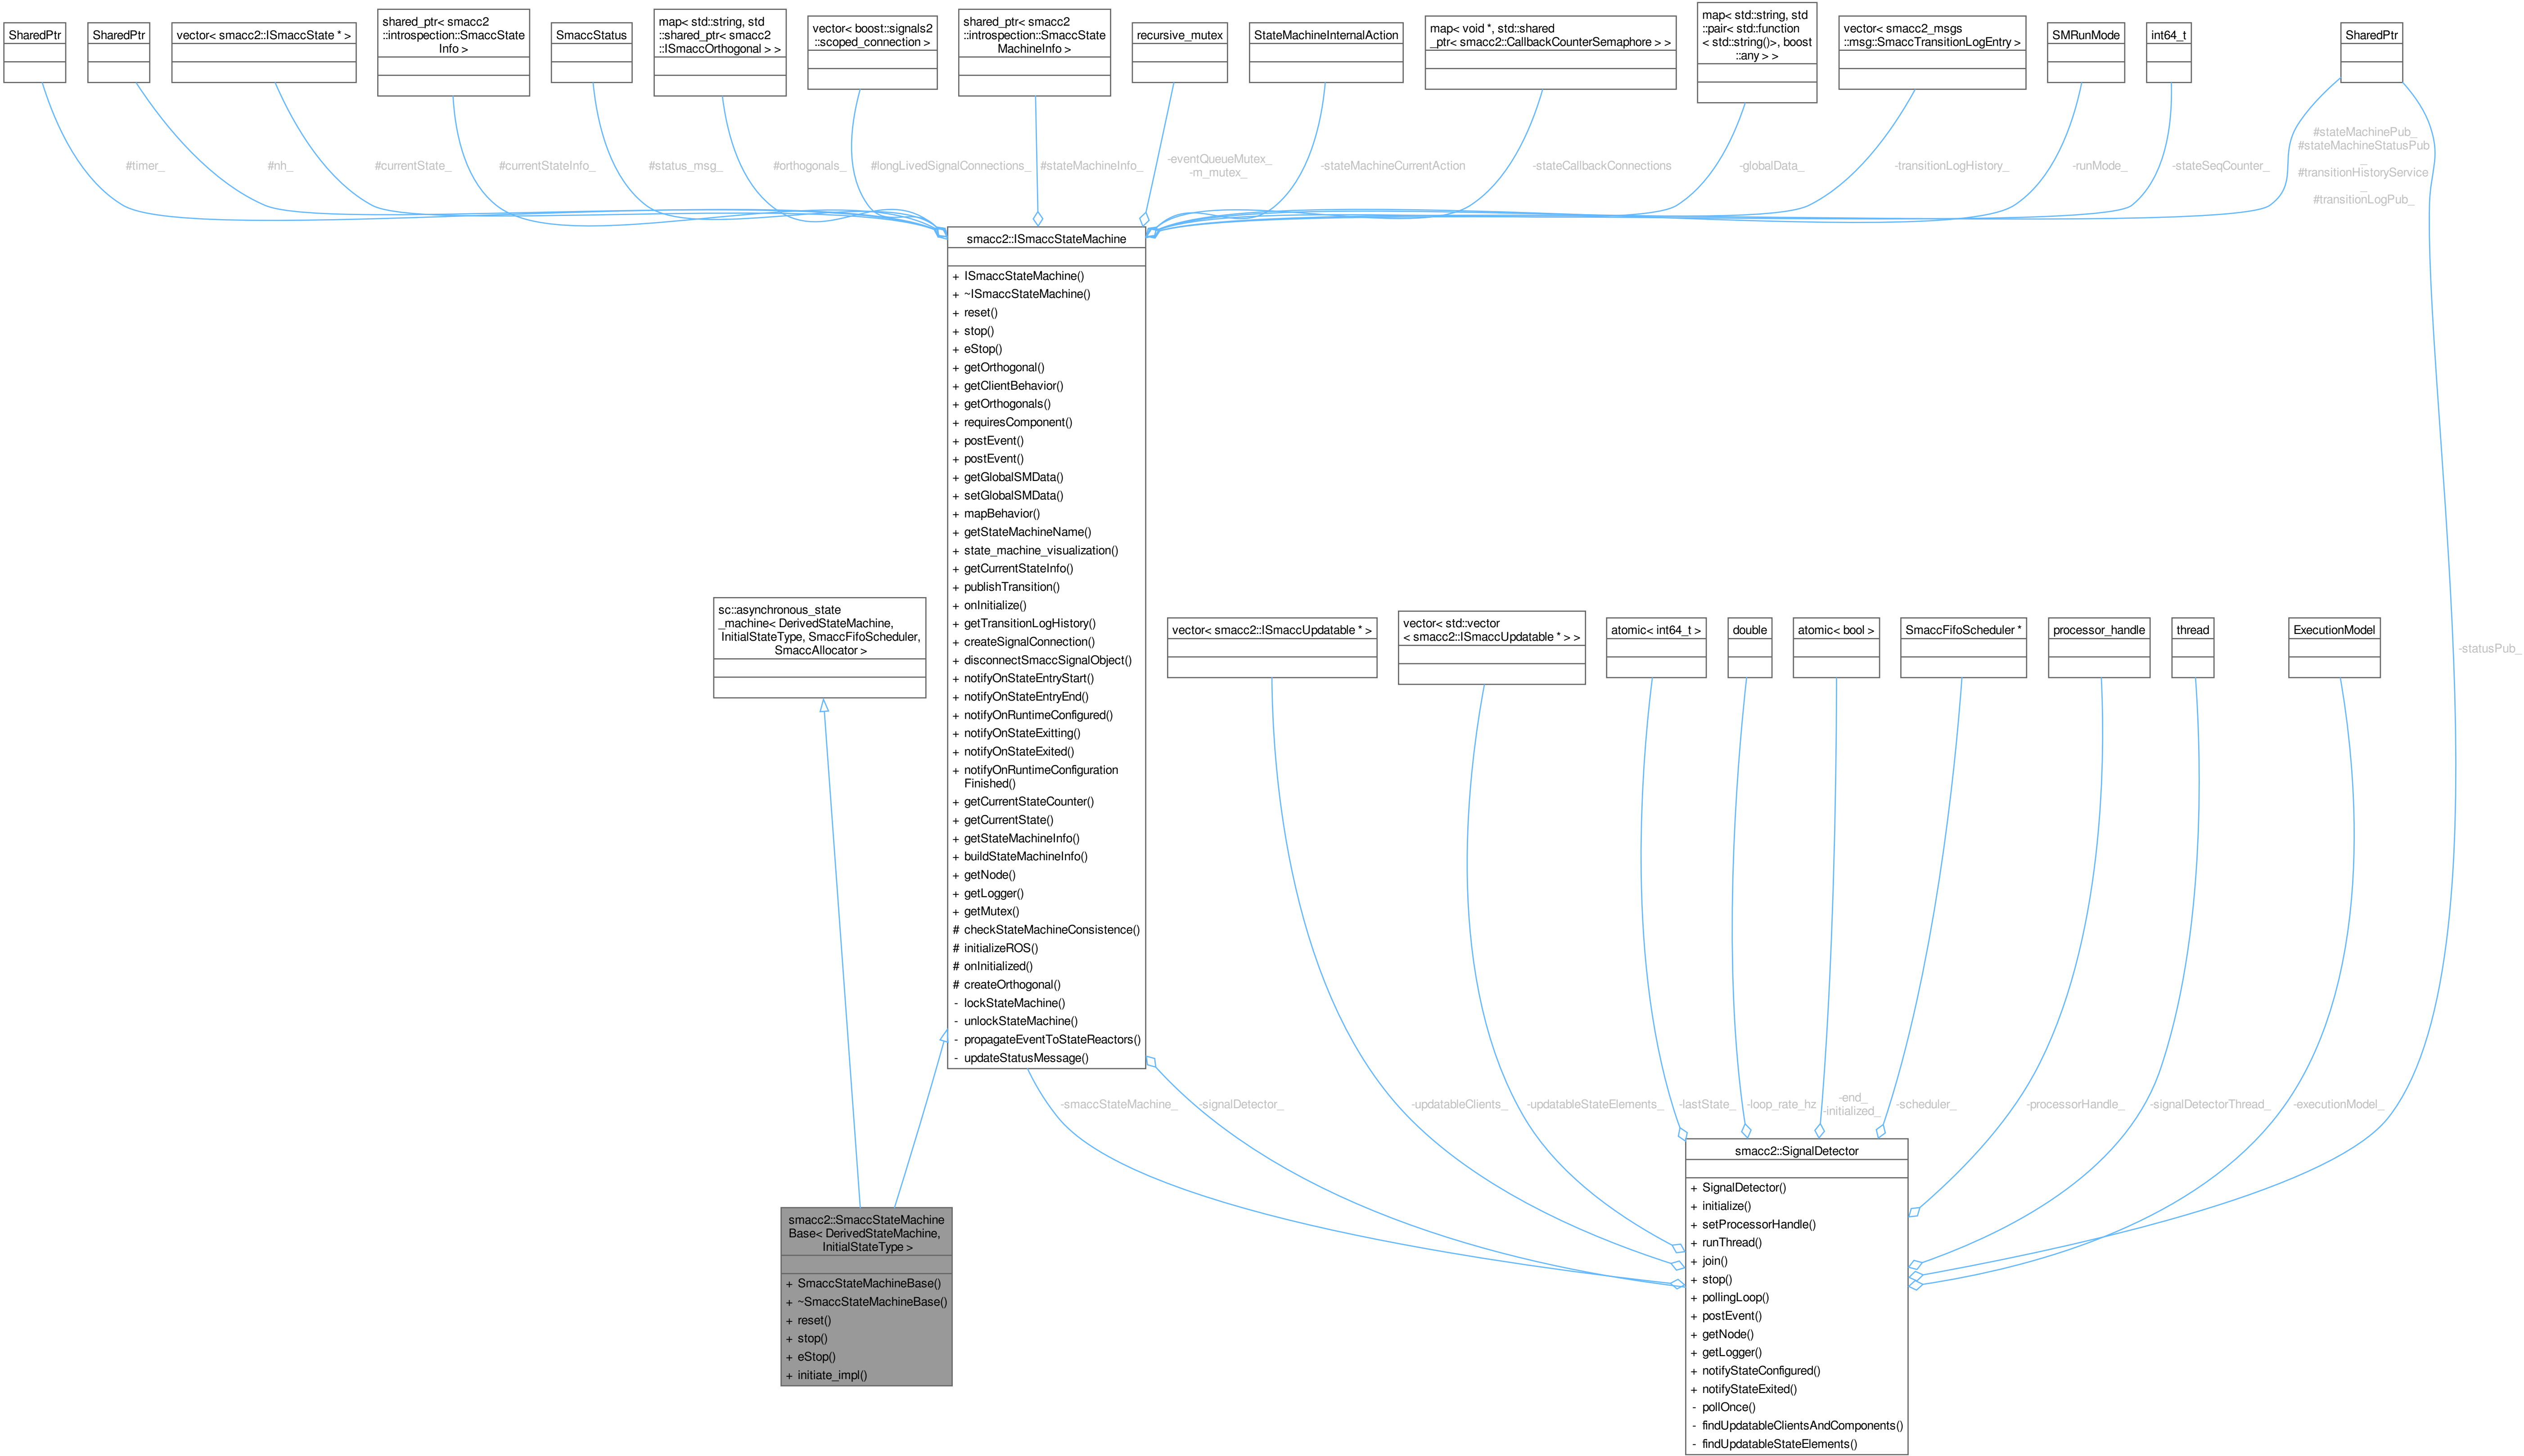 SharedPtr
SharedPtr
vector< smacc2::ISmaccState * >
shared_ptr< smacc2
::introspection::SmaccState
Info >
SmaccStatus
map< std::string, std
::shared_ptr< smacc2
::ISmaccOrthogonal > >
vector< boost::signals2
::scoped_connection >
shared_ptr< smacc2
::introspection::SmaccState
MachineInfo >
recursive_mutex
StateMachineInternalAction
map< void *, std::shared
_ptr< smacc2::CallbackCounterSemaphore > >
map< std::string, std
::pair< std::function
< std::string()>, boost
::any > >
vector< smacc2_msgs
::msg::SmaccTransitionLogEntry >
SMRunMode
int64_t
SharedPtr
#timer_
#nh_
#currentState_
#currentStateInfo_
#status_msg_
#orthogonals_
#longLivedSignalConnections_
#stateMachineInfo_
-eventQueueMutex_
-m_mutex_
-stateMachineCurrentAction
-stateCallbackConnections
-globalData_
-transitionLogHistory_
-runMode_
-stateSeqCounter_
#stateMachinePub_
#stateMachineStatusPub
_
#transitionHistoryService
_
#transitionLogPub_
smacc2::ISmaccStateMachine
+ ISmaccStateMachine()
+ ~ISmaccStateMachine()
+ reset()
+ stop()
+ eStop()
+ getOrthogonal()
+ getClientBehavior()
+ getOrthogonals()
+ requiresComponent()
+ postEvent()
+ postEvent()
+ getGlobalSMData()
+ setGlobalSMData()
+ mapBehavior()
+ getStateMachineName()
+ state_machine_visualization()
+ getCurrentStateInfo()
+ publishTransition()
+ onInitialize()
+ getTransitionLogHistory()
+ createSignalConnection()
+ disconnectSmaccSignalObject()
+ notifyOnStateEntryStart()
+ notifyOnStateEntryEnd()
+ notifyOnRuntimeConfigured()
+ notifyOnStateExitting()
+ notifyOnStateExited()
+ notifyOnRuntimeConfiguration
Finished()
+ getCurrentStateCounter()
+ getCurrentState()
+ getStateMachineInfo()
+ buildStateMachineInfo()
+ getNode()
+ getLogger()
+ getMutex()
# checkStateMachineConsistence()
# initializeROS()
# onInitialized()
# createOrthogonal()
- lockStateMachine()
- unlockStateMachine()
- propagateEventToStateReactors()
- updateStatusMessage()
sc::asynchronous_state
_machine< DerivedStateMachine,
InitialStateType, SmaccFifoScheduler,
SmaccAllocator >
vector< smacc2::ISmaccUpdatable * >
vector< std::vector
< smacc2::ISmaccUpdatable * > >
atomic< int64_t >
double
atomic< bool >
SmaccFifoScheduler *
processor_handle
thread
ExecutionModel
-statusPub_
-smaccStateMachine_
-signalDetector_
-updatableClients_
-updatableStateElements_
-lastState_
-loop_rate_hz
-end_
-initialized_
-scheduler_
-processorHandle_
-signalDetectorThread_
-executionModel_
smacc2::SmaccStateMachine
Base< DerivedStateMachine,
InitialStateType >
+ SmaccStateMachineBase()
+ ~SmaccStateMachineBase()
+ reset()
+ stop()
+ eStop()
+ initiate_impl()
smacc2::SignalDetector
+ SignalDetector()
+ initialize()
+ setProcessorHandle()
+ runThread()
+ join()
+ stop()
+ pollingLoop()
+ postEvent()
+ getNode()
+ getLogger()
+ notifyStateConfigured()
+ notifyStateExited()
- pollOnce()
- findUpdatableClientsAndComponents()
- findUpdatableStateElements()